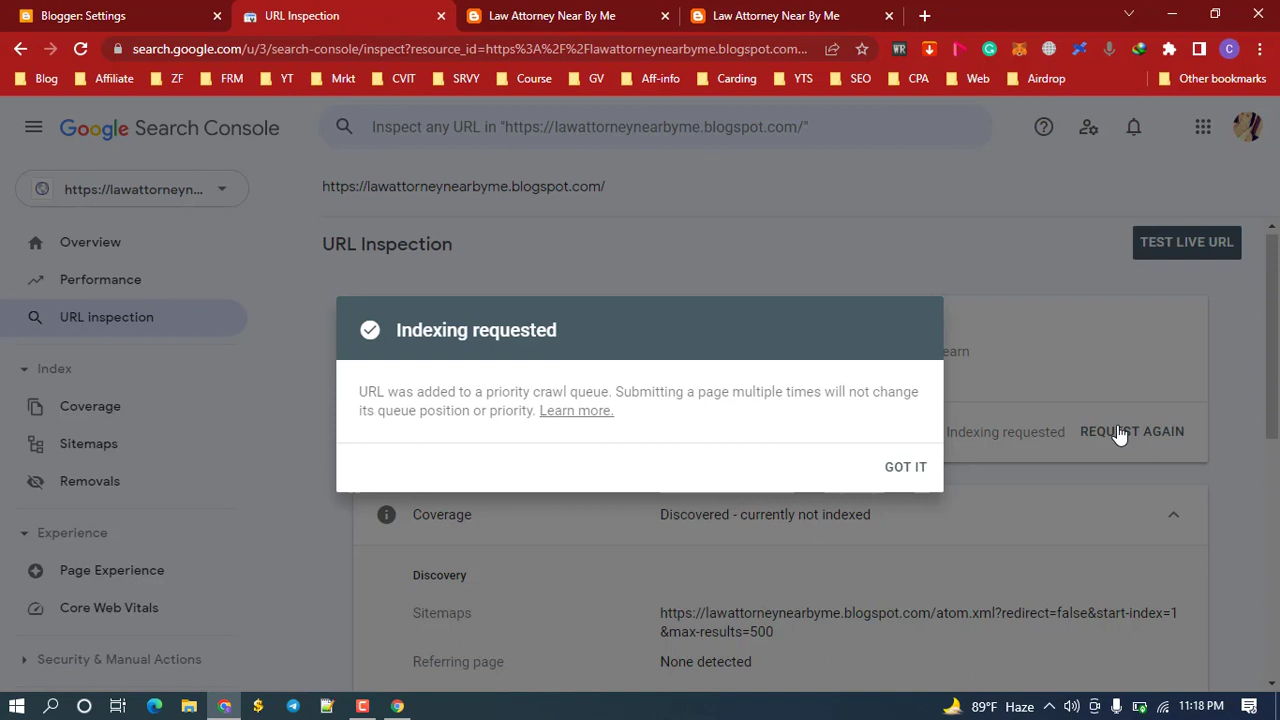 Blogger: Settings
URL Inspection
Law Attorney Near By Me
Law Attorney Near By Me
search.google.com/u/3/search-console/inspect?resource_id=https%3A%2F%2Flawattorneynearbyme.blogspot.com/...
Blog
Affiliate
ZF
FRM
YT
Mrkt
CVIT
SRVY
Course
GV
Aff-info
Carding
YTS
SEO
CPA
Web
Airdrop
Other bookmarks
Google Search Console
Inspect any URL in "https://lawattorneynearbyme.blogspot.com/"
https://lawattorneyn...
https://lawattorneynearbyme.blogspot.com/
Overview
Performance
URL inspection
Index
Coverage
Sitemaps
Removals
Experience
Page Experience
Core Web Vitals
Security & Manual Actions
URL Inspection
TEST LIVE URL
earn
Indexing requested
URL was added to a priority crawl queue. Submitting a page multiple times will not change
its queue position or priority. Learn more.
GOT IT
Indexing requested
REQUEST AGAIN
Coverage
Discovered - currently not indexed
Discovery
Sitemaps
https://lawattorneynearbyme.blogspot.com/atom.xml?redirect=false&start-index=1
&max-results=500
Referring page
None detected
89°F Haze
11:18 PM